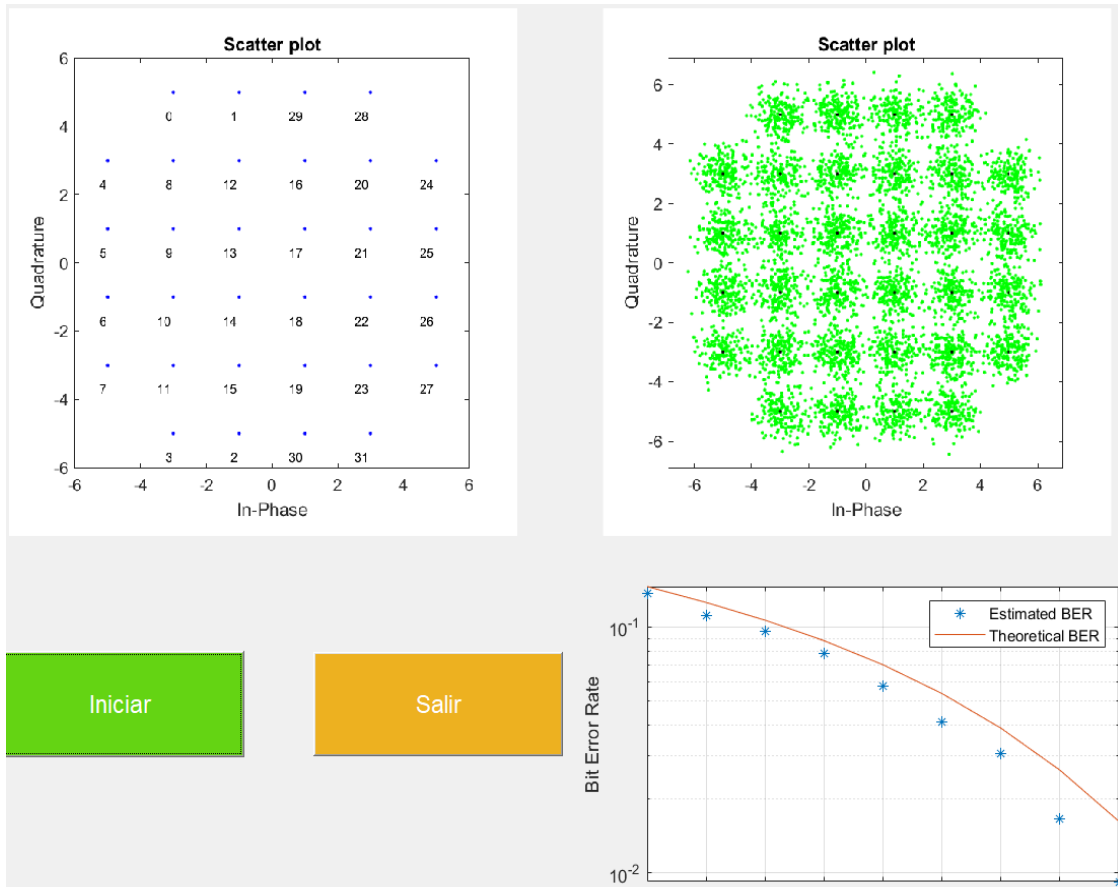 Scatter plot
6
0 1 29 28
4
4 8 12 16 20 24
2
5 9 13 17 21 25
0
Quadrature
6 10 14 18 22 26
-2
7 11 15 19 23 27
-4
3 2 30 31
-6
-6 -4 -2 0 2 4 6
In-Phase
Scatter plot
6
4
2
0
Quadrature
-2
-4
-6
-6 -4 -2 0 2 4 6
In-Phase
Iniciar
Salir
Estimated BER
Theoretical BER
10^-1
Bit Error Rate
10^-2